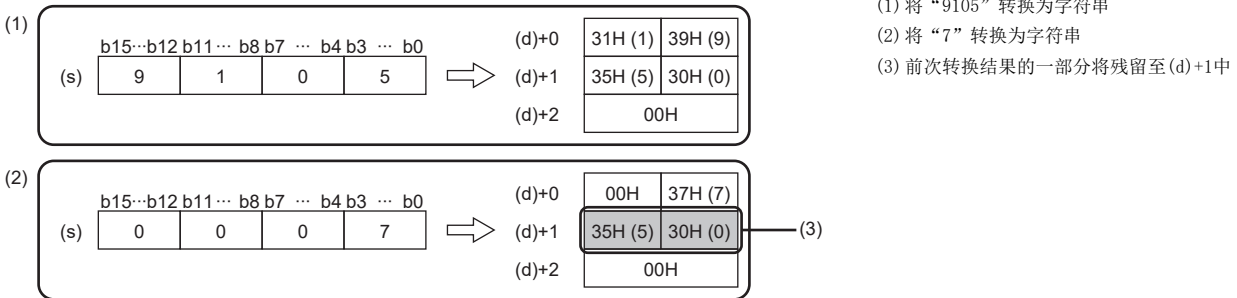 (1)
b15…b12 b11 … b8 b7 … b4 b3 … b0
(s) 9 1 0 5
(d)+0 31H (1) 39H (9)
(d)+1 35H (5) 30H (0)
(d)+2 00H
(2)
b15…b12 b11 … b8 b7 … b4 b3 … b0
(s) 0 0 0 7
(d)+0 00H 37H (7)
(d)+1 35H (5) 30H (0)
(d)+2 00H
(3)
(1) 将“9105”转换为字符串
(2) 将“7”转换为字符串
(3) 前次转换结果的一部分将残留至(d)+1中